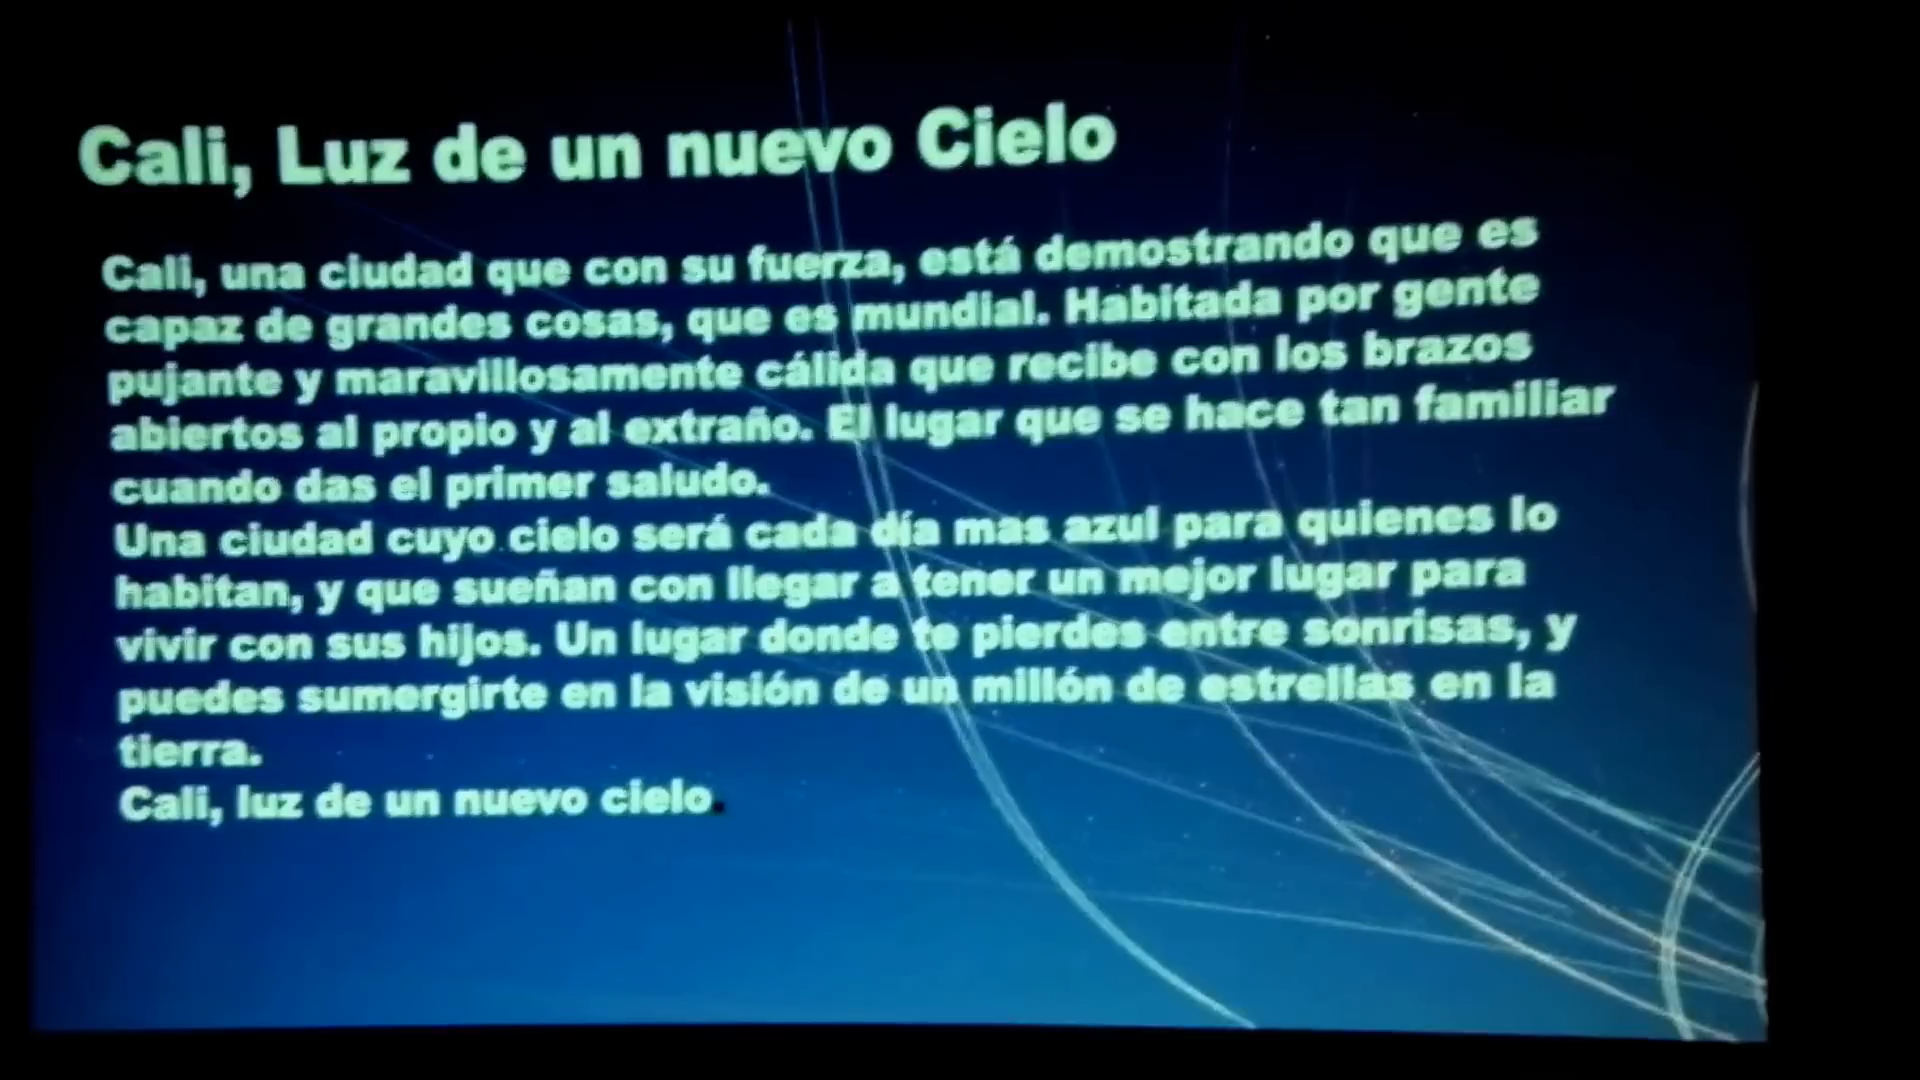 Cali, Luz de un nuevo Cielo
Cali, una ciudad que con su fuerza, está demostrando que es
capaz de grandes cosas, que es mundial. Habitada por gente
pujante y maravillosamente cálida que recibe con los brazos
abiertos al propio y al extraño. El lugar que se hace tan familiar
cuando das el primer saludo.
Una ciudad cuyo cielo será cada día mas azul para quienes lo
habitan, y que sueñan con llegar a tener un mejor lugar para
vivir con sus hijos. Un lugar donde te pierdes entre sonrisas, y
puedes sumergirte en la visión de un millón de estrellas en la
tierra.
Cali, luz de un nuevo cielo.